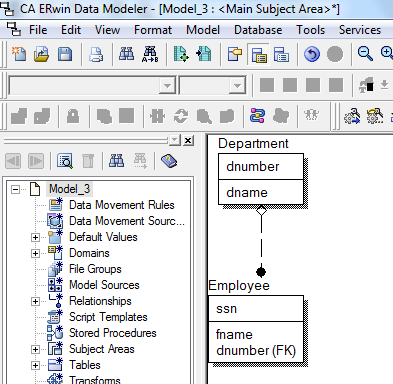 CA ERwin Data Modeler - [Model_3 : <Main Subject Area>*]
File Edit View Format Model Database Tools Services
Model_3
Data Movement Rules
Data Movement Sourc...
Default Values
Domains
File Groups
Model Sources
Relationships
Script Templates
Stored Procedures
Subject Areas
Tables
Transforms
Department
dnumber
dname
Employee
ssn
fname
dnumber (FK)